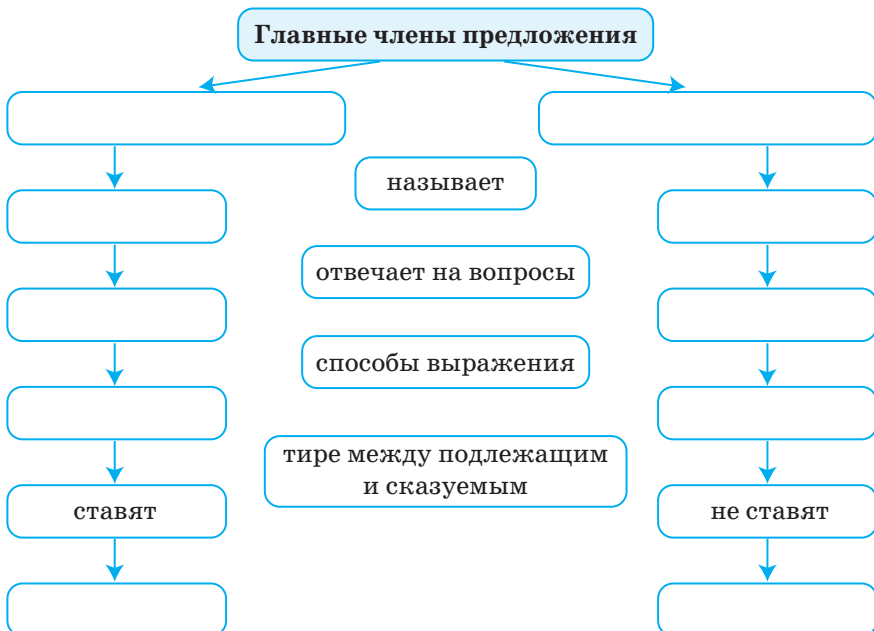 Главные члены предложения
называет
отвечает на вопросы
способы выражения
тире между подлежащим
и сказуемым
ставят
не ставят